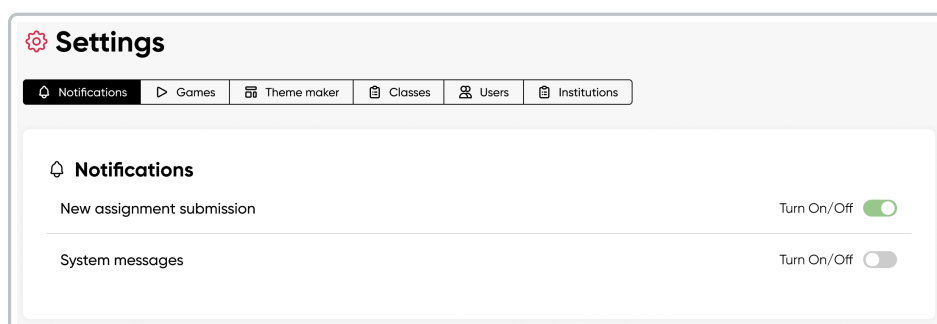 Settings
Notifications Games Theme maker Classes Users Institutions
Notifications
New assignment submission Turn On/Off
System messages Turn On/Off